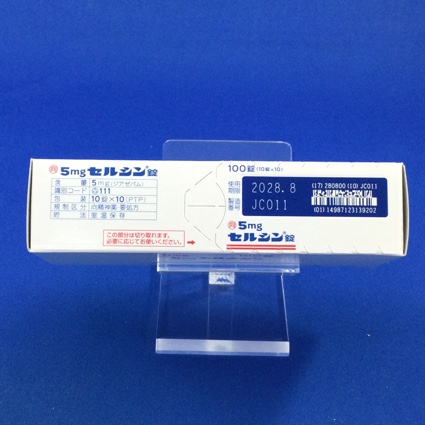 向 5mg セルシン錠
含量 5mg(ジアゼパム)
識別コード 111
包装 10錠×10(PTP)
規制区分 向精神薬 要処方
貯法 室温保存
この部分は切り取れます。
必要に応じてお使いください。
100錠(10錠×10)
使用期限 2028.8
製造番号 JC011
(17) 280800 (10) JC011
(01) 14987123139202
向 5mg
セルシン錠